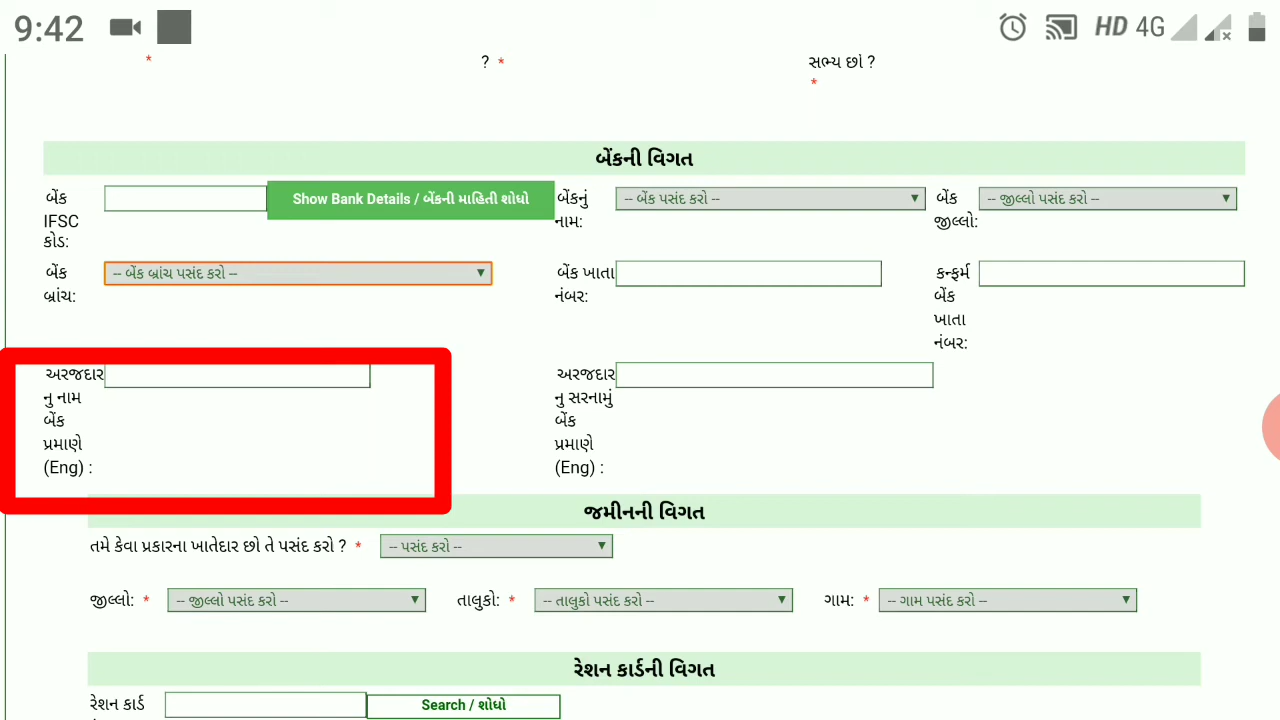 9:42
HD 4G
*
? *
સભ્ય છાં ?
*
બેંકની વિગત
બેંક
IFSC
કોડ:
Show Bank Details / બેંકની માહિતી શોધો
બેંકનું
નામ:
-- બેંક પસંદ કરો --
બેંક
જીલ્લો:
-- જીલ્લો પસંદ કરો --
બેંક
બ્રાંચ:
-- બેંક બ્રાંચ પસંદ કરો --
બેંક ખાતા
નંબર:
કન્ફર્મ
બેંક
ખાતા
નંબર:
અરજદાર
નુ નામ
બેંક
પ્રમાણે
(Eng) :
અરજદાર
નુ સરનામું
બેંક
પ્રમાણે
(Eng) :
જમીનની વિગત
તમે કેવા પ્રકારના ખાતેદાર છો તે પસંદ કરો ? *
-- પસંદ કરો --
જીલ્લો: *
-- જીલ્લો પસંદ કરો --
તાલુકો: *
-- તાલુકો પસંદ કરો --
ગામ: *
-- ગામ પસંદ કરો --
રેશન કાર્ડની વિગત
રેશન કાર્ડ
Search / શોધો